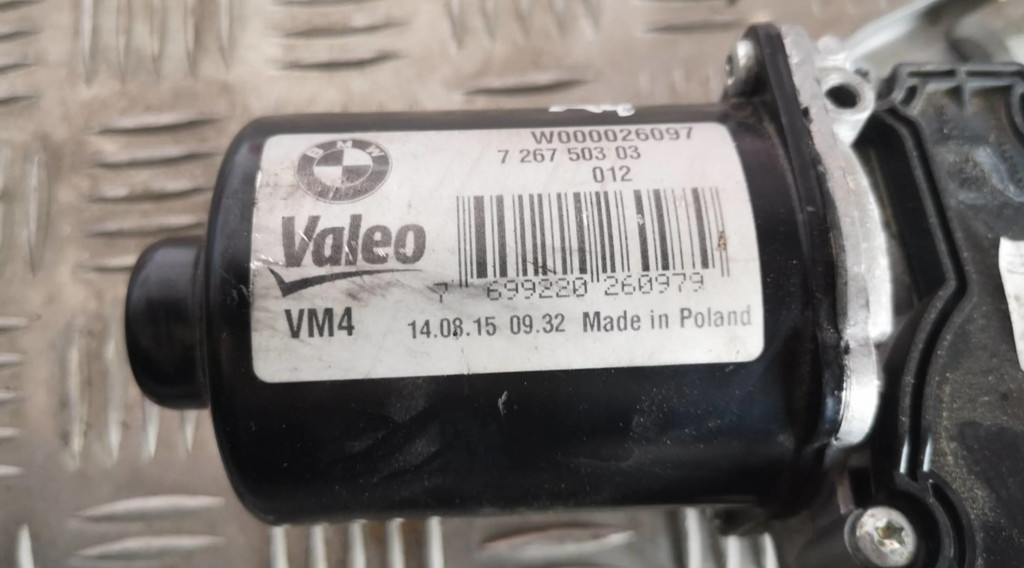 W000026097
7 267 503 03
012
BMW
Valeo
7 699220 260979
VM4
14.08.15 09.32 Made in Poland